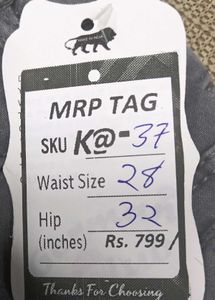 MRP TAG
SKU K@-37
Waist Size 28
Hip 32
(inches) Rs. 799/
Thanks For Choosing